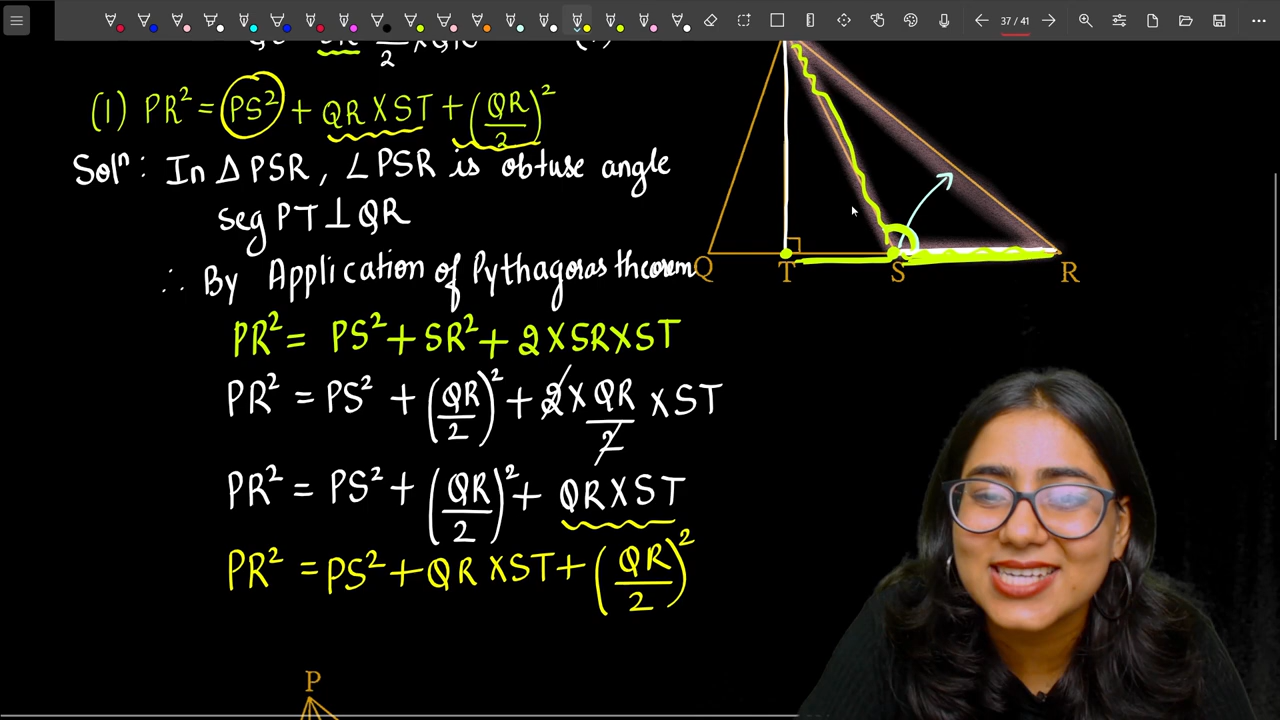 37 / 41
(1) PR² = PS² + QR X ST + (QR/2)²
Solⁿ : In Δ PSR, ∠PSR is obtuse angle
seg PT ⊥ QR
∴ By Application of Pythagoras theorem
PR² = PS² + SR² + 2 X SR X ST
PR² = PS² + (QR/2)² + 2 X QR/2 X ST
PR² = PS² + (QR/2)² + QR X ST
PR² = PS² + QR X ST + (QR/2)²
Q T S R
P